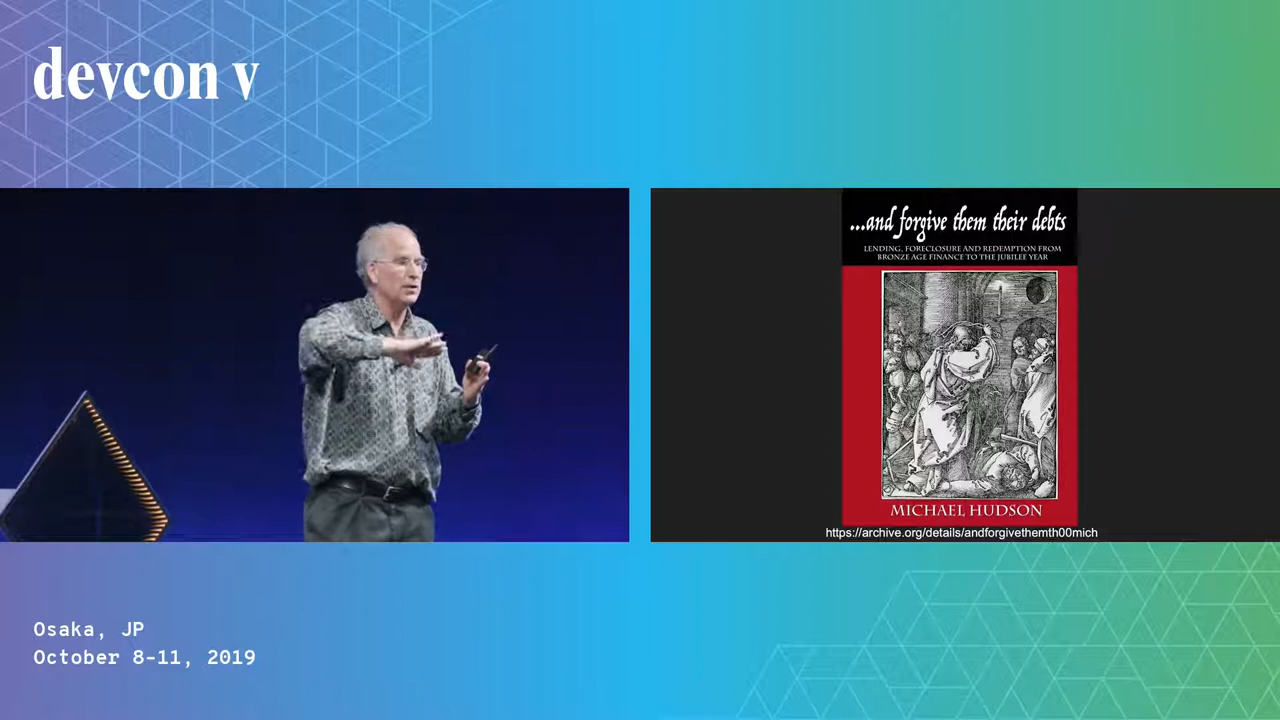 devcon v
...and forgive them their debts
LENDING, FORECLOSURE AND REDEMPTION FROM
BRONZE AGE FINANCE TO THE JUBILEE YEAR
MICHAEL HUDSON
https://archive.org/details/andforgivethemth00mich
Osaka, JP
October 8-11, 2019